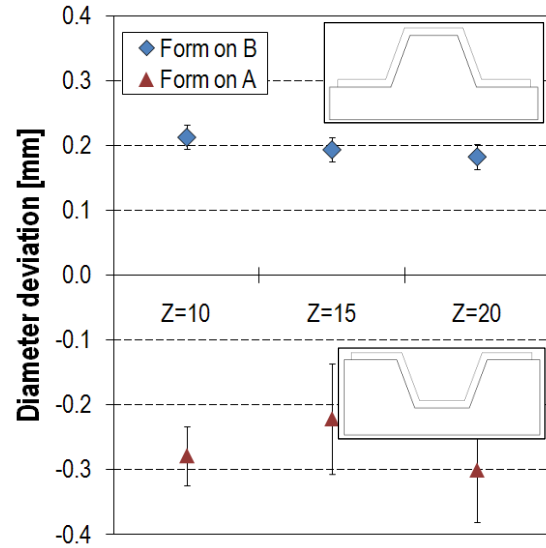 Diameter deviation [mm]
0.4
0.3
0.2
0.1
0.0
-0.1
-0.2
-0.3
-0.4
Form on B
Form on A
Z=10 Z=15 Z=20